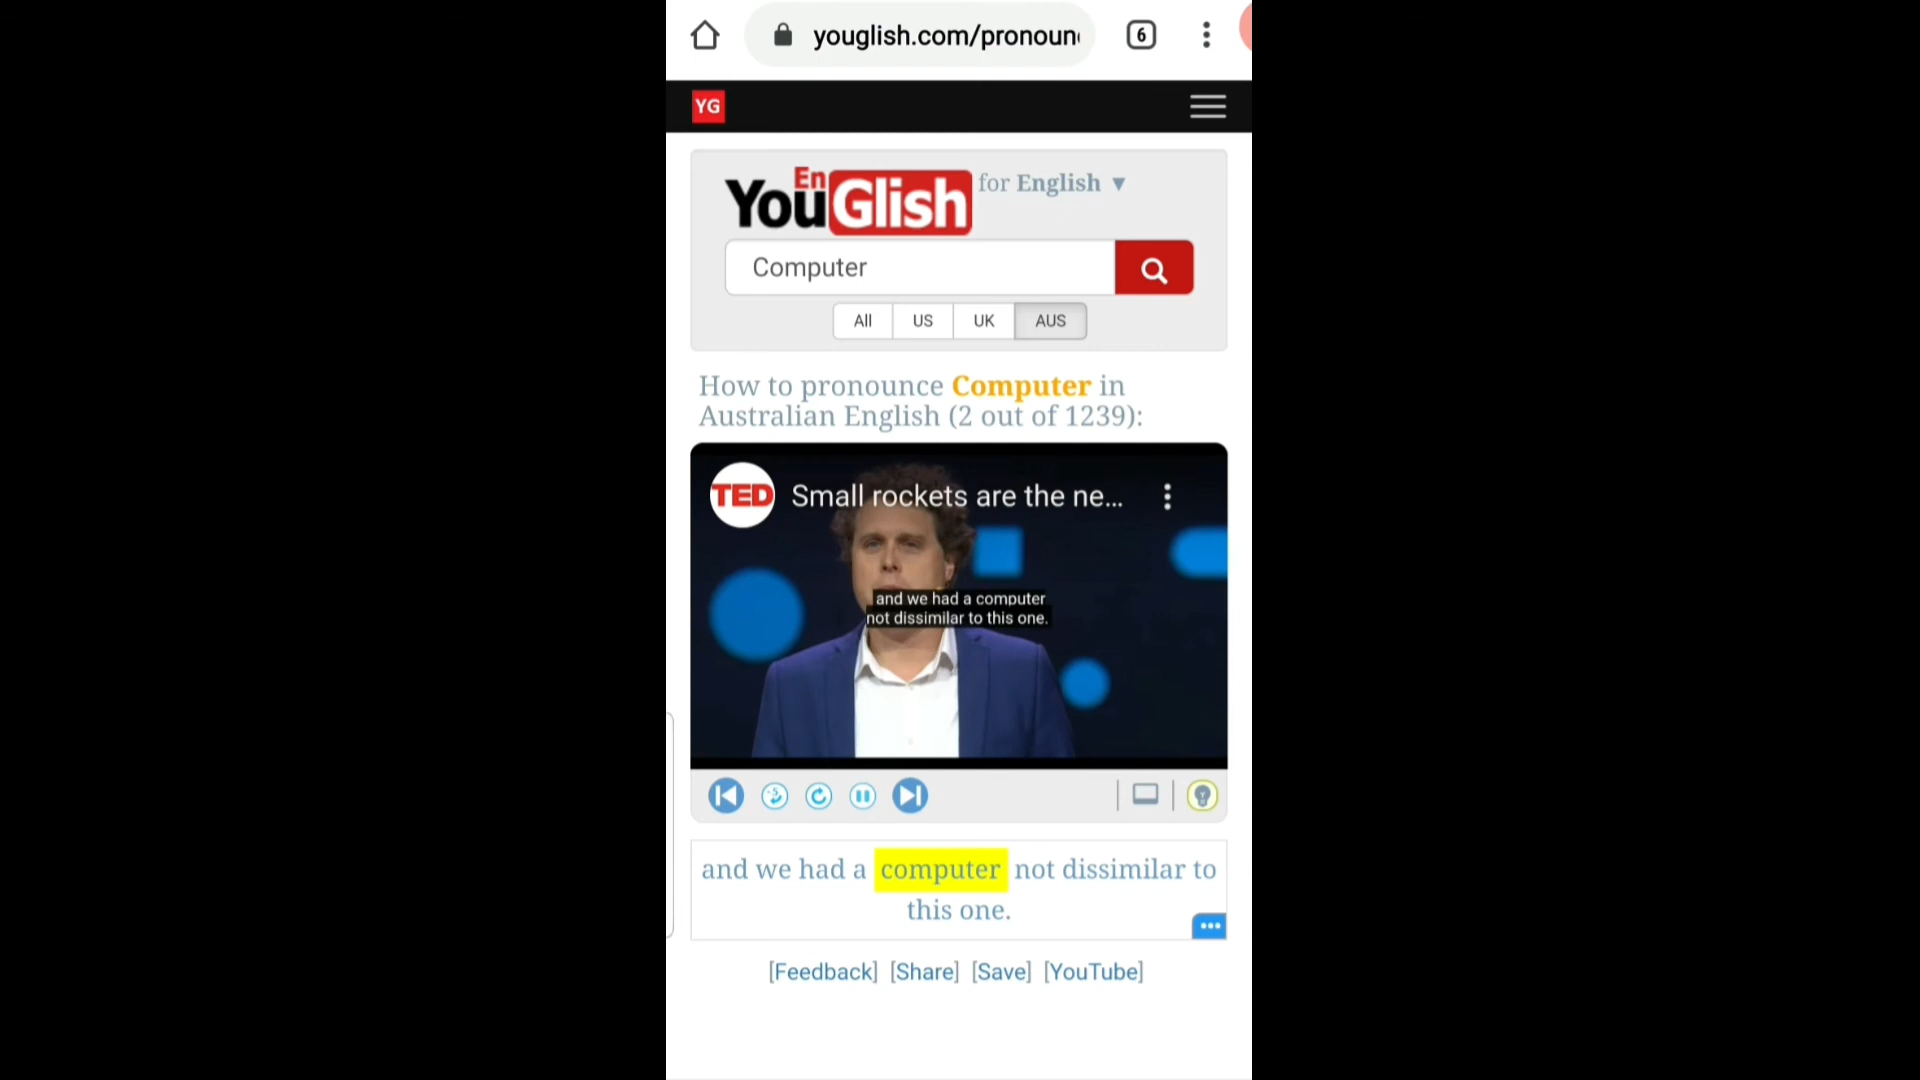 youglish.com/pronoun
6
YG
YouEnGlish for English ▼
Computer
All US UK AUS
How to pronounce Computer in
Australian English (2 out of 1239):
TED Small rockets are the ne...
and we had a computer
not dissimilar to this one.
5
and we had a computer not dissimilar to
this one.
[Feedback] [Share] [Save] [YouTube]